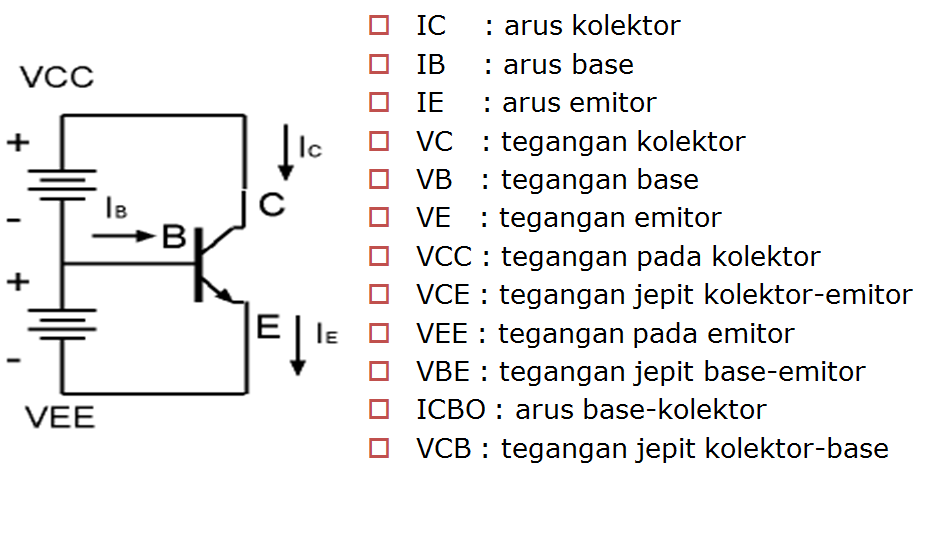 VCC
+
-
+
-
VEE
IB
B
C
IC
E
IE
IC : arus kolektor
IB : arus base
IE : arus emitor
VC : tegangan kolektor
VB : tegangan base
VE : tegangan emitor
VCC : tegangan pada kolektor
VCE : tegangan jepit kolektor-emitor
VEE : tegangan pada emitor
VBE : tegangan jepit base-emitor
ICBO : arus base-kolektor
VCB : tegangan jepit kolektor-base